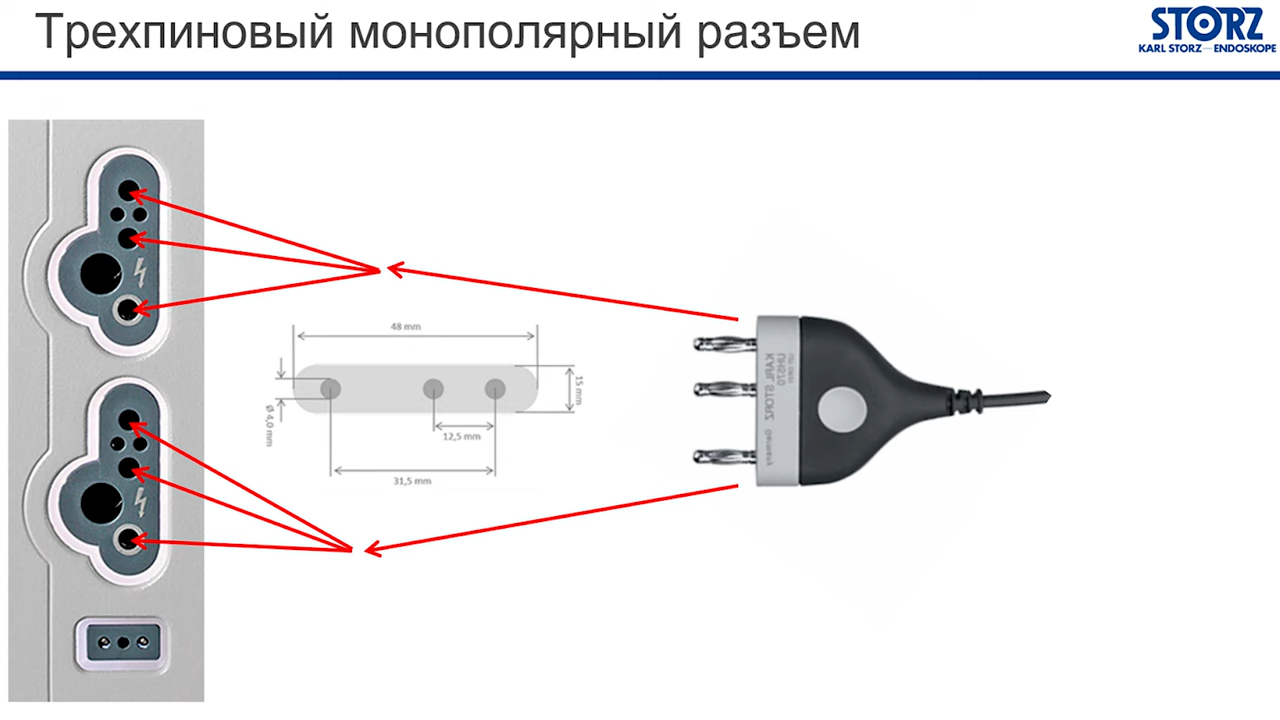 Трехпиновый монополярный разъем
STORZ
KARL STORZ—ENDOSKOPE
48 mm
15 mm
Ø 4,0 mm
12,5 mm
31,5 mm
KARL STORZ
Germany